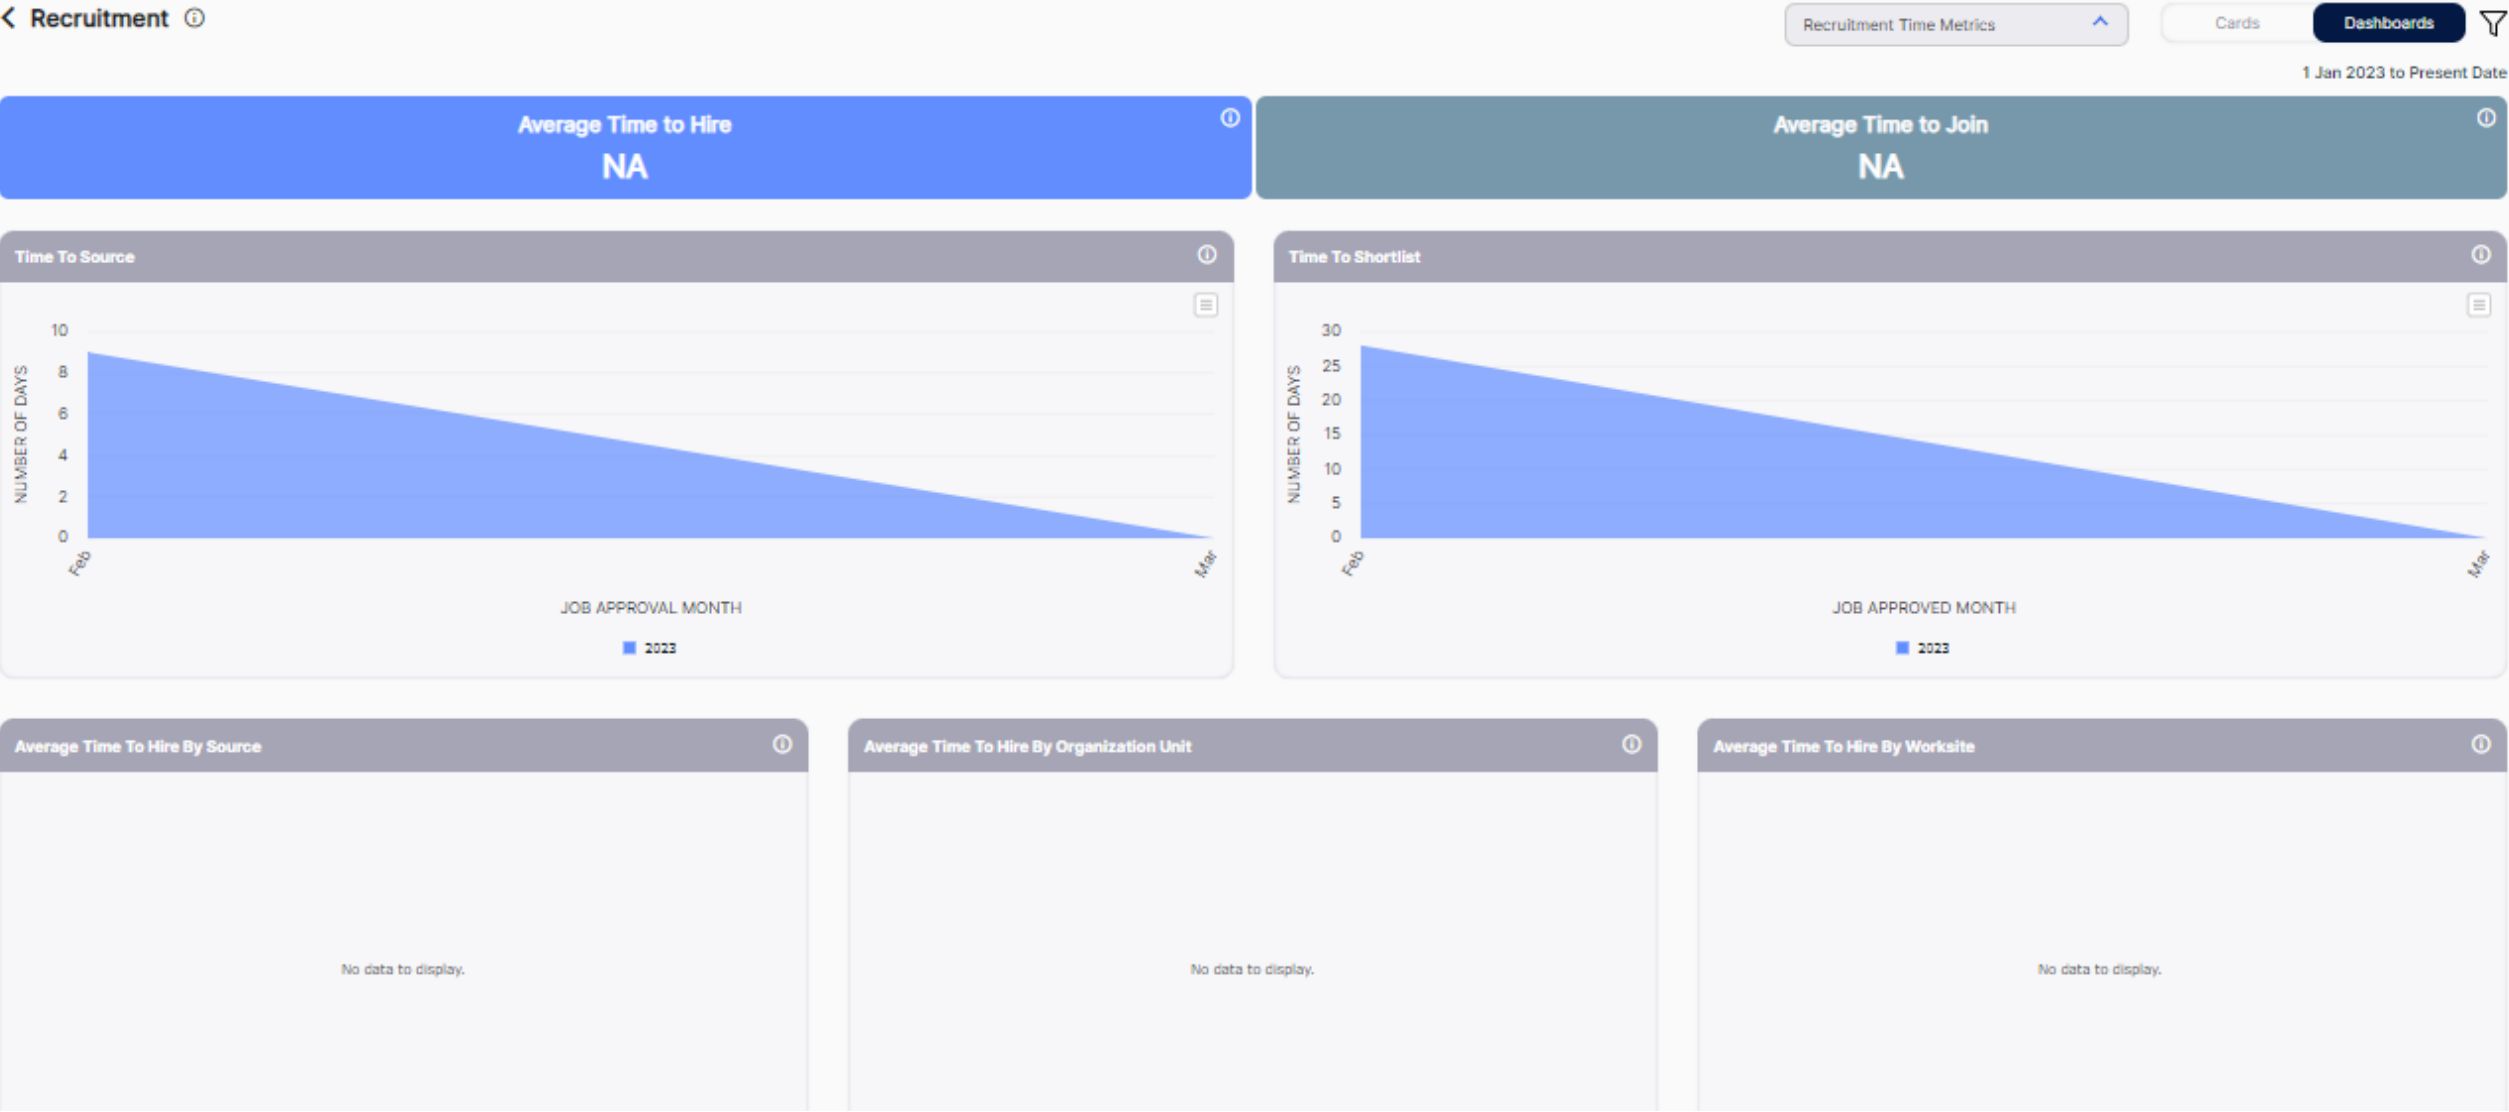 Recruitment
Recruitment Time Metrics
Cards
Dashboards
1 Jan 2023 to Present Date
Average Time to Hire
NA
Average Time to Join
NA
Time To Source
NUMBER OF DAYS
10
8
6
4
2
0
Feb
Mar
JOB APPROVAL MONTH
2023
Time To Shortlist
NUMBER OF DAYS
30
25
20
15
10
5
0
Feb
Mar
JOB APPROVED MONTH
2023
Average Time To Hire By Source
No data to display.
Average Time To Hire By Organization Unit
No data to display.
Average Time To Hire By Worksite
No data to display.